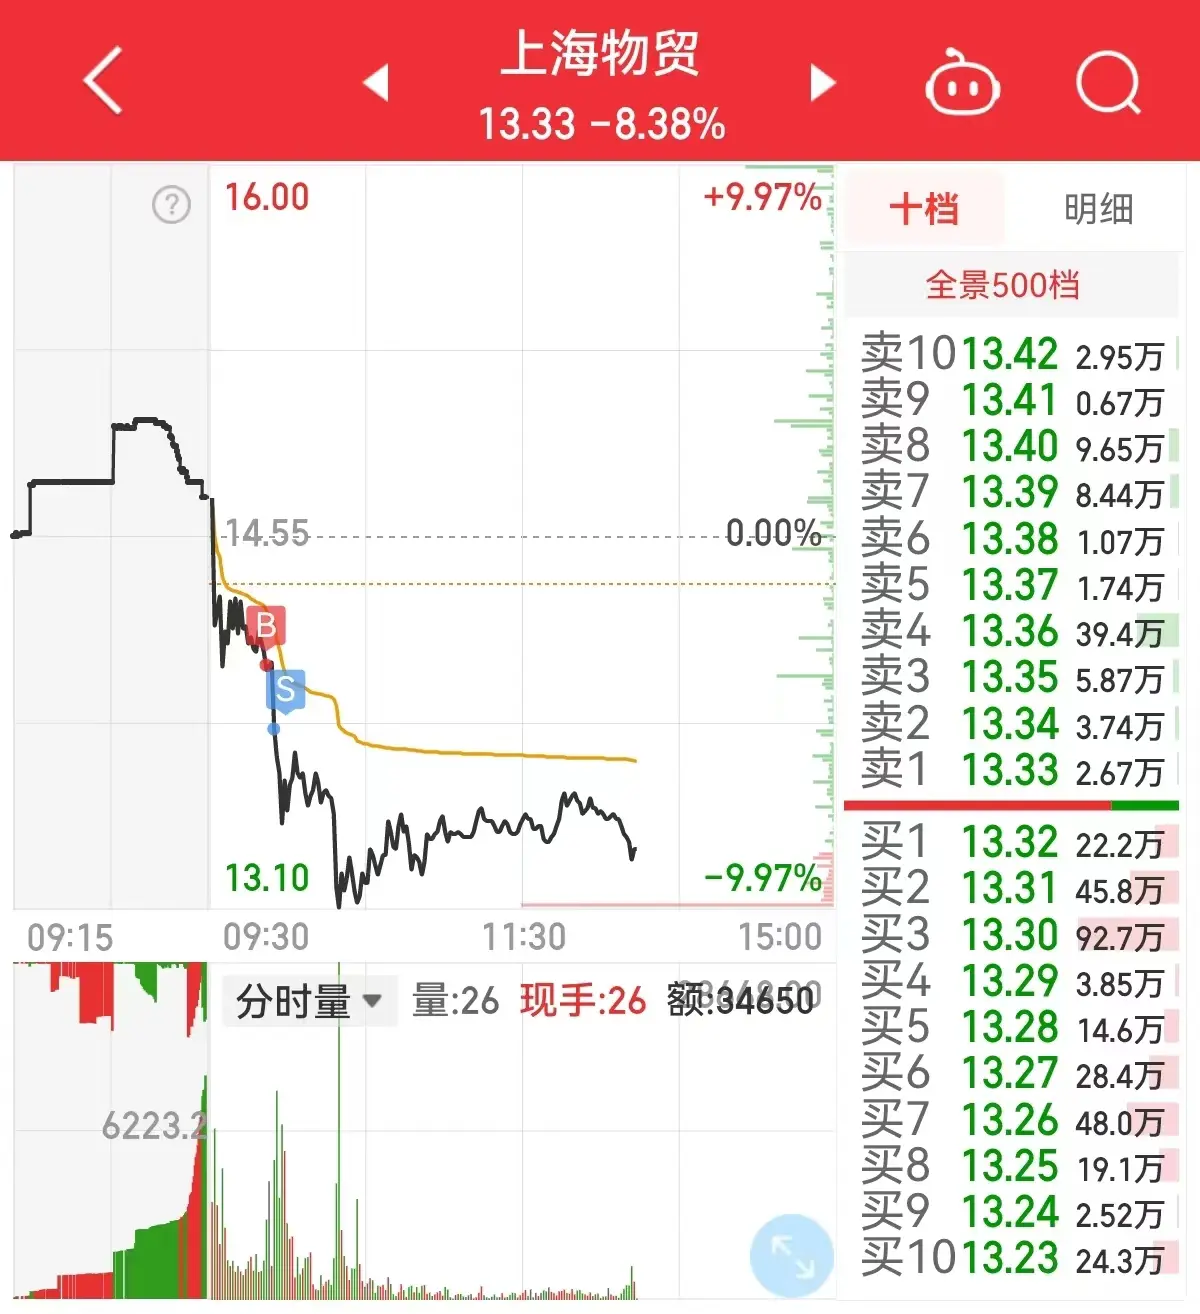 上海物贸
13.33 -8.38%
?
16.00
+9.97%
14.55
0.00%
B
S
13.10
-9.97%
09:15
09:30
11:30
15:00
分时量
量:26
现手:26
额:34650
6223.2
十档
明细
全景500档
卖10 13.42 2.95万
卖9 13.41 0.67万
卖8 13.40 9.65万
卖7 13.39 8.44万
卖6 13.38 1.07万
卖5 13.37 1.74万
卖4 13.36 39.4万
卖3 13.35 5.87万
卖2 13.34 3.74万
卖1 13.33 2.67万
买1 13.32 22.2万
买2 13.31 45.8万
买3 13.30 92.7万
买4 13.29 3.85万
买5 13.28 14.6万
买6 13.27 28.4万
买7 13.26 48.0万
买8 13.25 19.1万
买9 13.24 2.52万
买10 13.23 24.3万